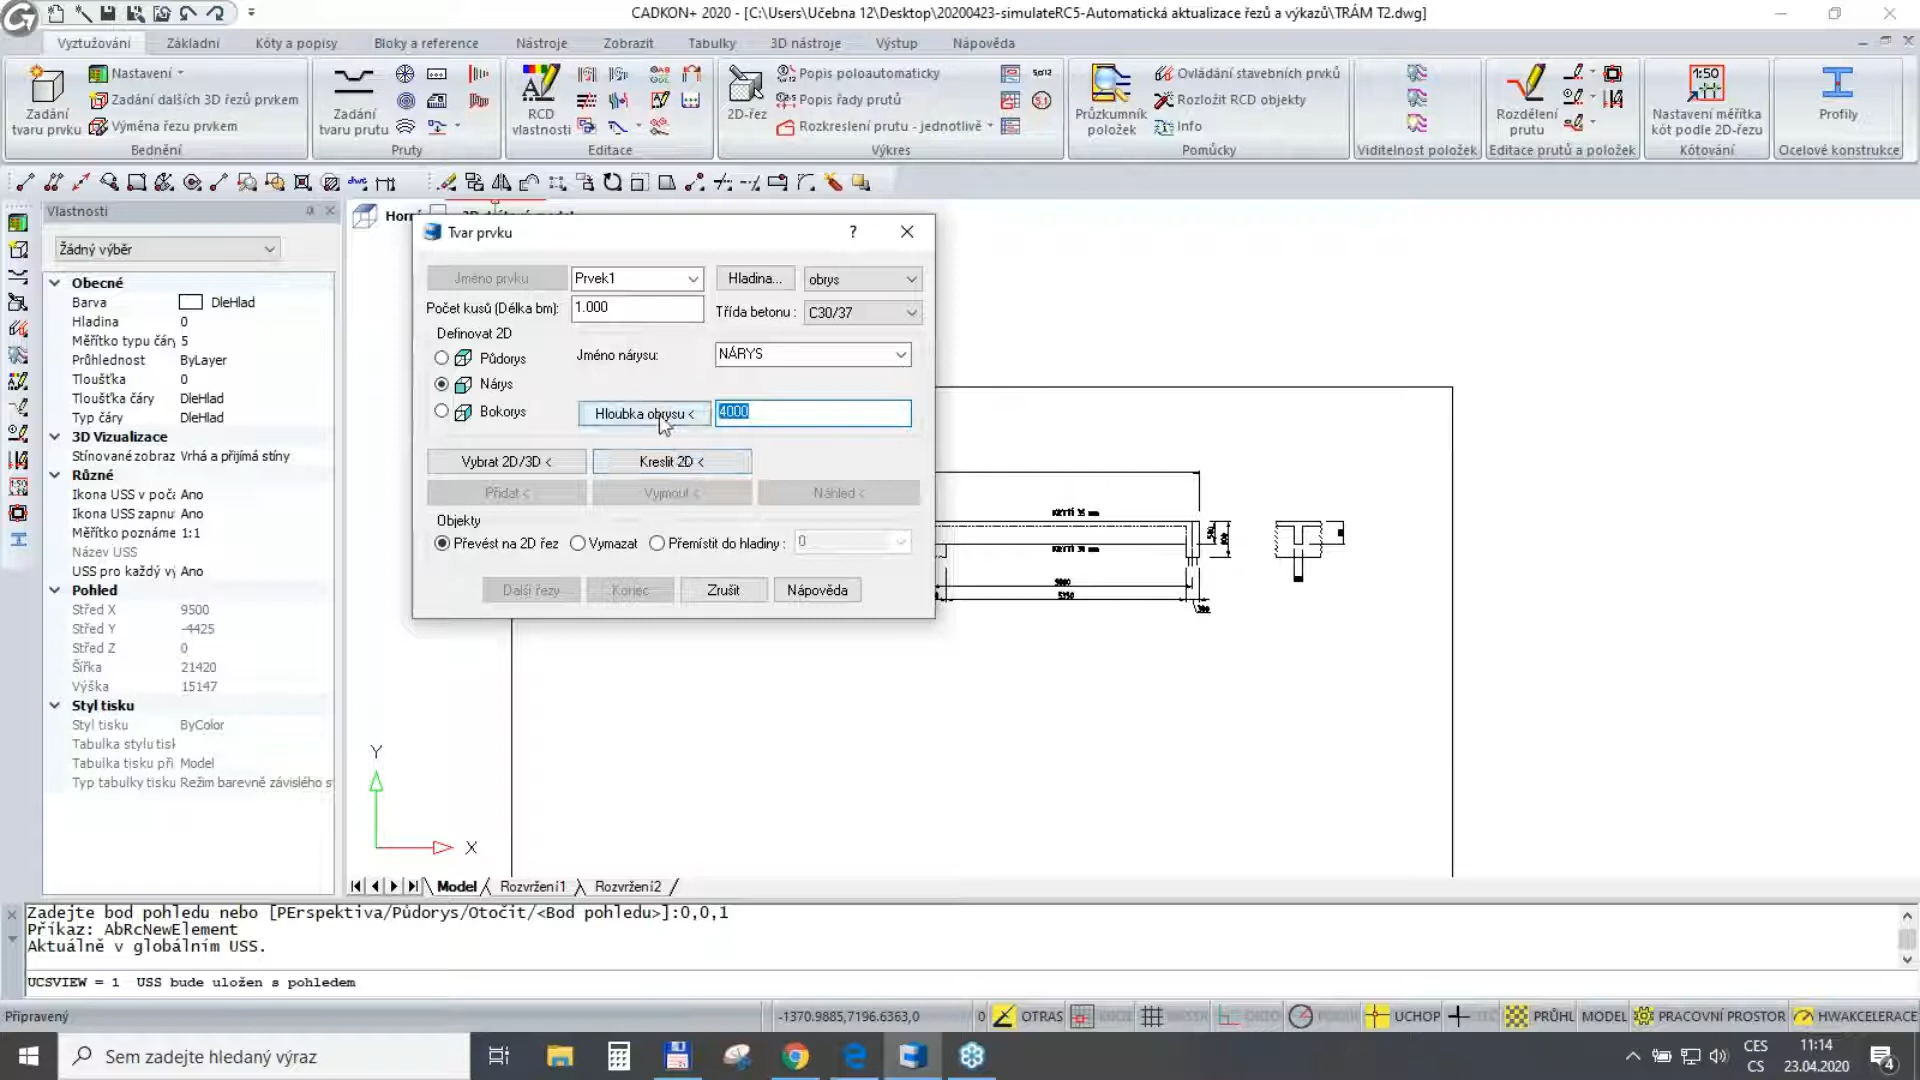 CADKON+ 2020 - [C:\Users\Učebna 12\Desktop\20200423-simulateRC5-Automatická aktualizace řezů a výkazů\TRÁM T2.dwg]
Vyztužování Základní Kóty a popisy Bloky a reference Nástroje Zobrazit Tabulky 3D nástroje Výstup Nápověda
Zadání tvaru prvku
Nastavení
Zadání dalších 3D řezů prvkem
Výměna řezu prvkem
Bednění
Zadání tvaru prutu
Pruty
RCD vlastnosti
Editace
2D-řez
Popis poloautomaticky
Popis řady prutů
Rozkreslení prutu - jednotlivě
Výkres
Průzkumník položek
Ovládání stavebních prvků
Rozložit RCD objekty
Info
Pomůcky
Viditelnost položek
Rozdělení prutu
Editace prutů a položek
1:50
Nastavení měřítka kót podle 2D-řezu
Kótování
Profily
Ocelové konstrukce
Vlastnosti
Žádný výběr
Obecné
Barva DleHlad
Hladina 0
Měřítko typu čáry 5
Průhlednost ByLayer
Tloušťka 0
Tloušťka čáry DleHlad
Typ čáry DleHlad
3D Vizualizace
Stínované zobraz Vrhá a přijímá stíny
Různé
Ikona USS v poča Ano
Ikona USS zapnu Ano
Měřítko poznáme 1:1
Název USS
USS pro každý vý Ano
Pohled
Střed X 9500
Střed Y -4425
Střed Z 0
Šířka 21420
Výška 15147
Styl tisku
Styl tisku ByColor
Tabulka stylu tisk
Tabulka tisku při Model
Typ tabulky tisku Režim barevně závislého s
Horní
Tvar prvku ?
Jméno prvku Prvek1 Hladina... obrys
Počet kusů (Délka bm): 1.000 Třída betonu : C30/37
Definovat 2D
Půdorys Jméno nárysu: NÁRYS
Nárys
Bokorys Hloubka obrysu < 4000
Vybrat 2D/3D < Kreslit 2D <
Přidat < Vyjmout < Náhled <
Objekty
Převést na 2D řez Vymazat Přemístit do hladiny : 0
Další řezy Konec Zrušit Nápověda
Y
X
Model Rozvržení1 Rozvržení2
Zadejte bod pohledu nebo [PErspektiva/Půdorys/Otočit/<Bod pohledu>]:0,0,1
Příkaz: AbRcNewElement
Aktuálně v globálním USS.
UCSVIEW = 1 USS bude uložen s pohledem
Připravený -1370.9885,7196.6363,0 0 OTRAS UCHOP PRŮHL MODEL PRACOVNÍ PROSTOR HWAKCELERACE
Sem zadejte hledaný výraz
CES
CS
11:14
23.04.2020
4